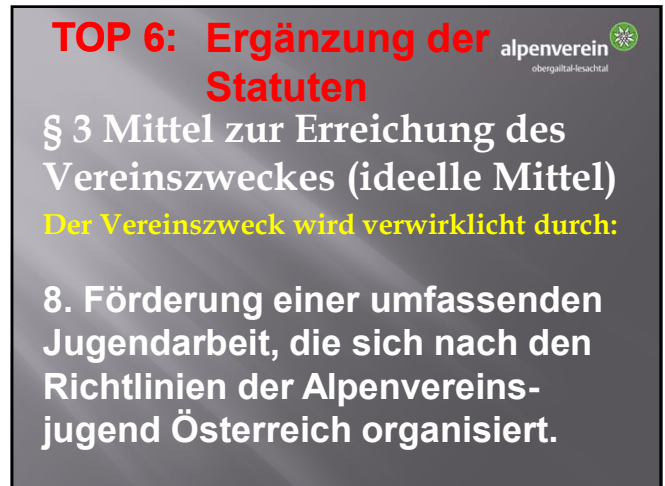 TOP 6: Ergänzung der
Statuten
alpenverein
obergailtal-lesachtal
§ 3 Mittel zur Erreichung des
Vereinszweckes (ideelle Mittel)
Der Vereinszweck wird verwirklicht durch:
8. Förderung einer umfassenden
Jugendarbeit, die sich nach den
Richtlinien der Alpenvereins-
jugend Österreich organisiert.